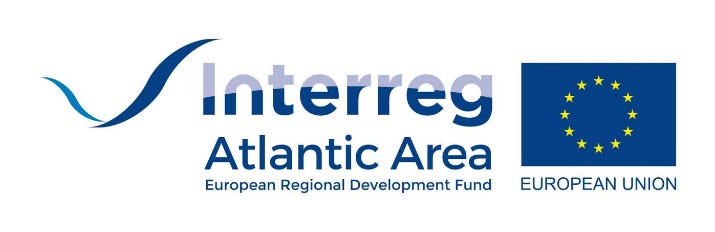 Interreg
Atlantic Area
European Regional Development Fund
EUROPEAN UNION